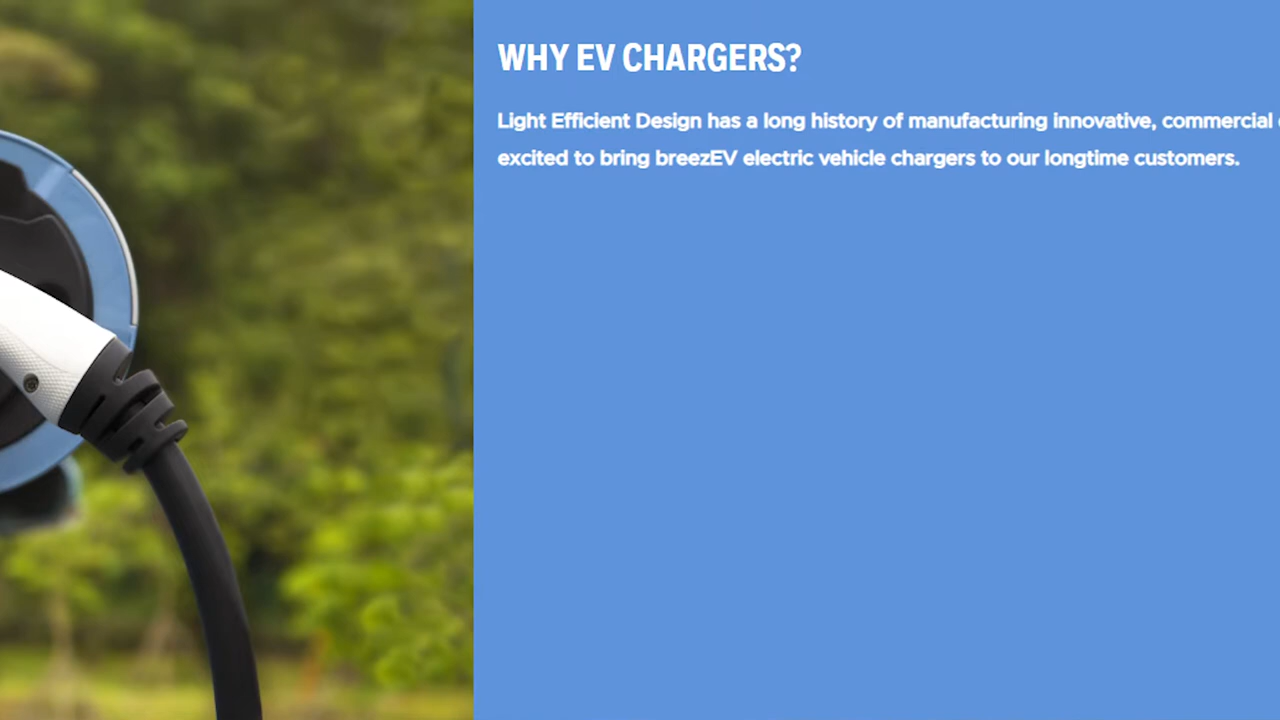 WHY EV CHARGERS?
Light Efficient Design has a long history of manufacturing innovative, commercial
excited to bring breezEV electric vehicle chargers to our longtime customers.